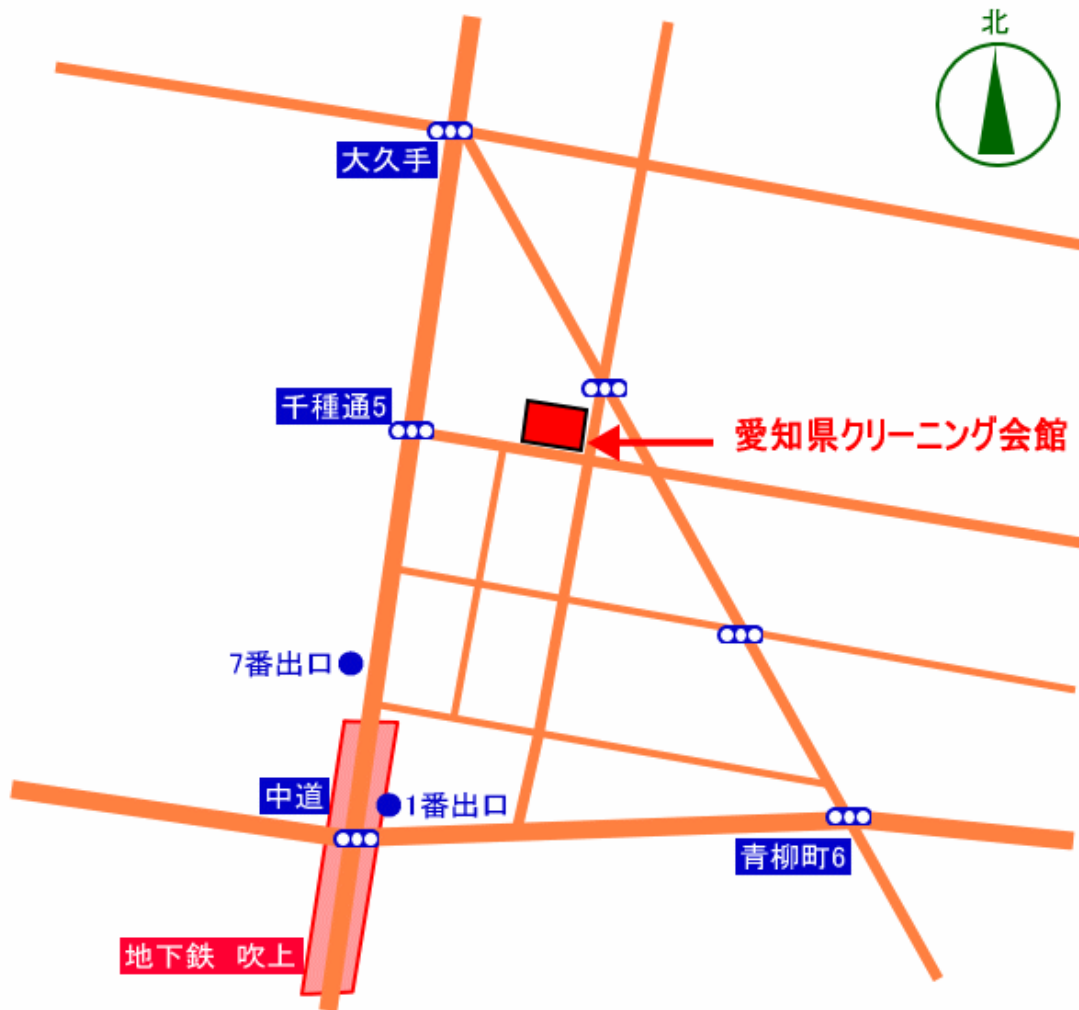 北
大久手
千種通5
愛知県クリーニング会館
7番出口
中道
1番出口
青柳町6
地下鉄 吹上